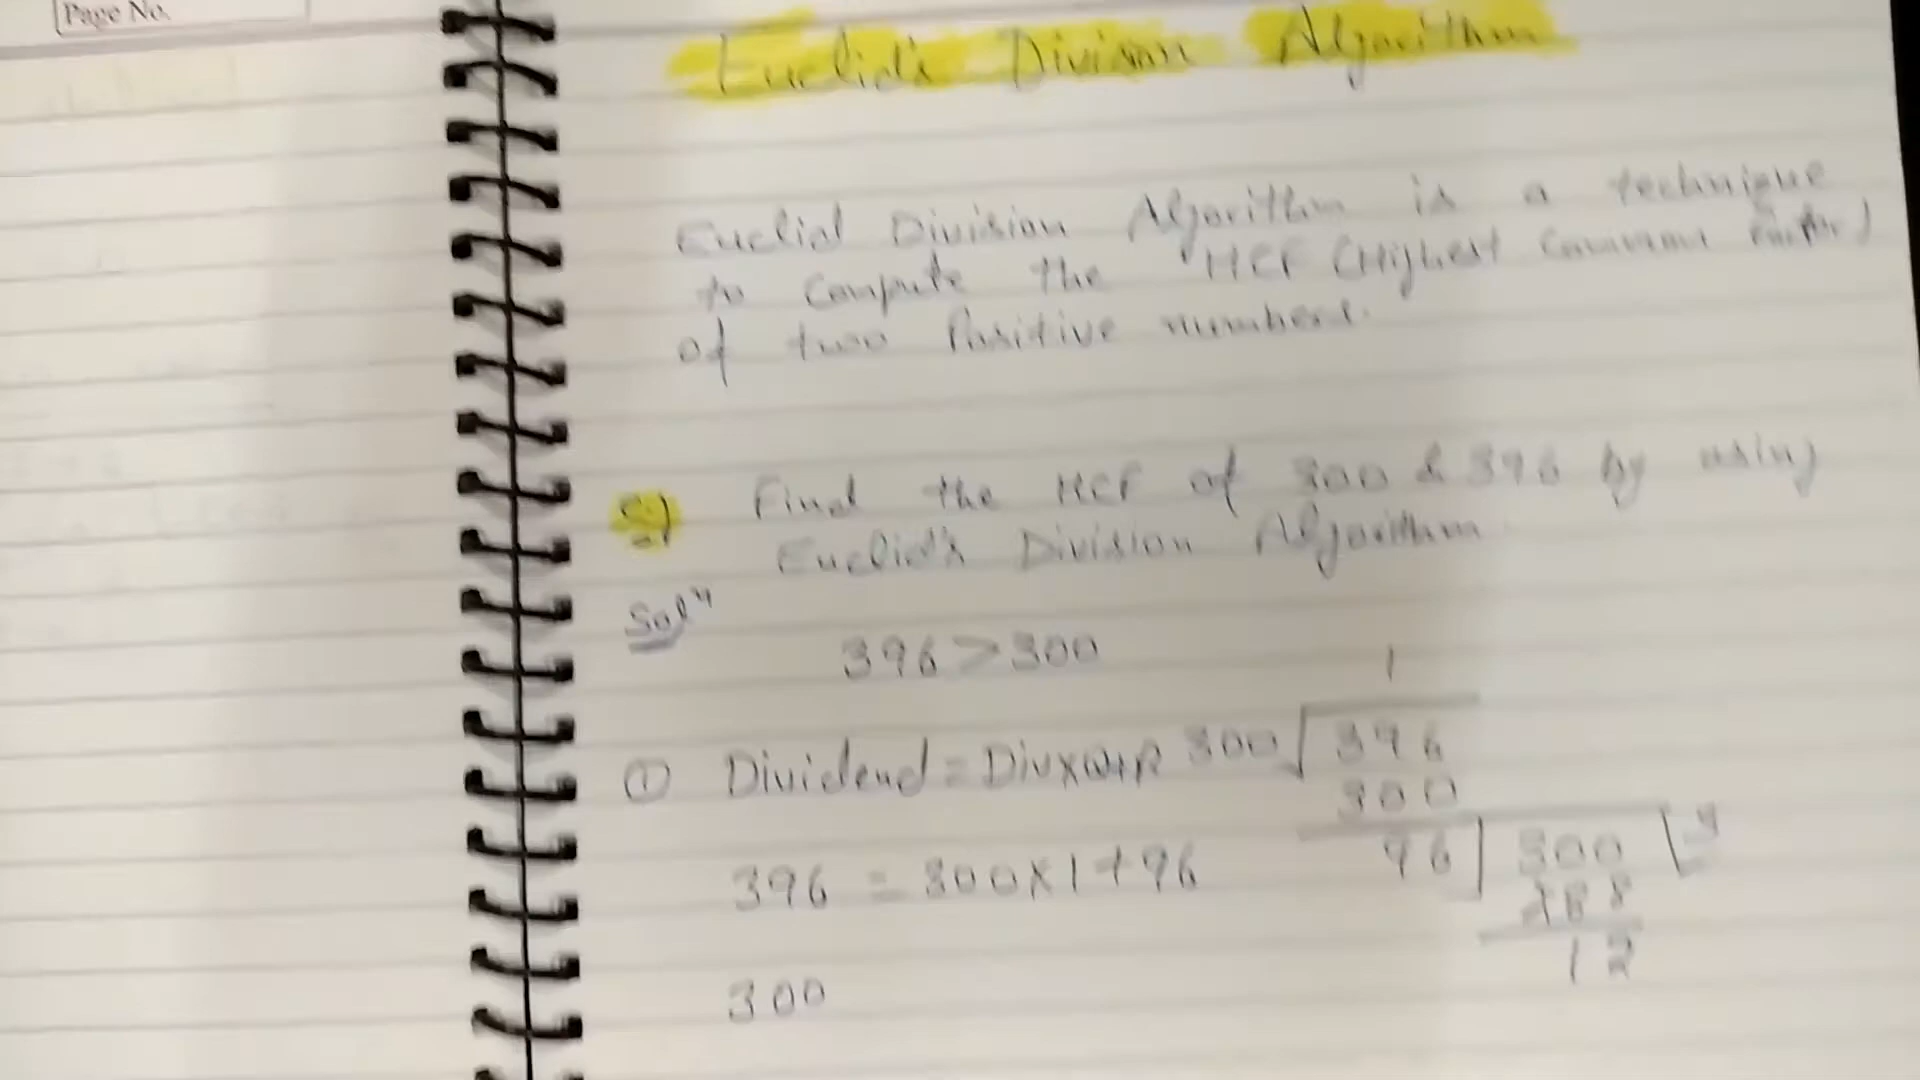 Page No.
Euclid's Division Algorithm
Euclid Division Algorithm is a technique
to compute the HCF (Highest Common Factor)
of two Positive numbers.
Find the HCF of 300 & 396 by using
Euclid's Division Algorithm
Solⁿ
396 > 300
1
① Dividend = Div×Q+R 300 396
300
96 300 3
396 = 300×1+96
288
12
300